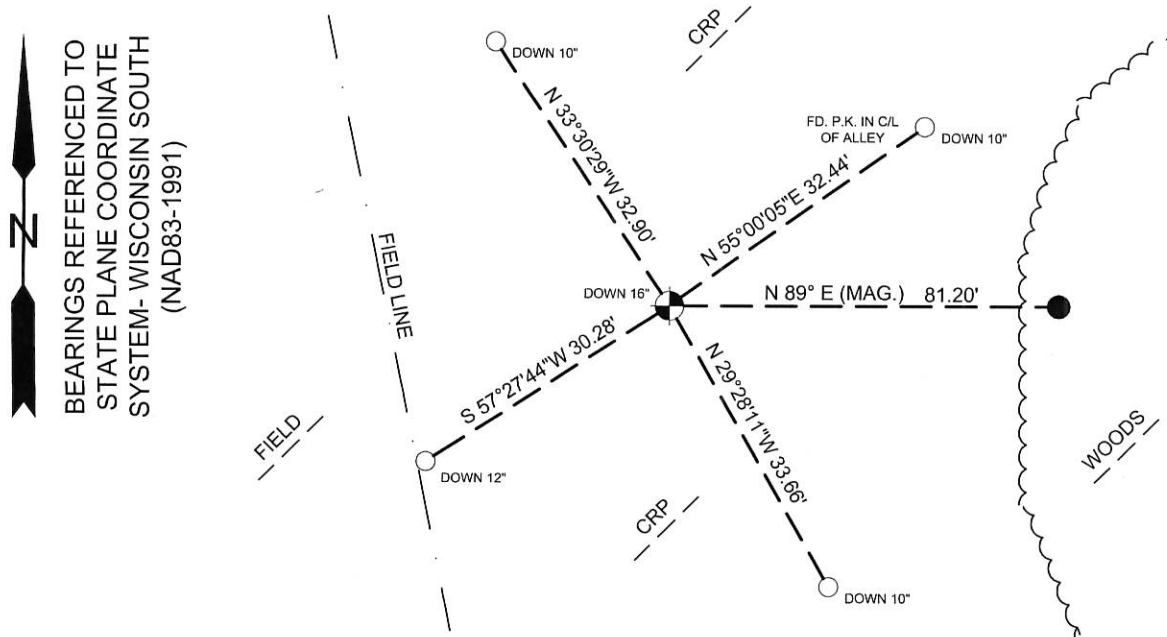 N
BEARINGS REFERENCED TO
STATE PLANE COORDINATE
SYSTEM- WISCONSIN SOUTH
(NAD83-1991)
CRP
DOWN 10"
N 33°30'29"W 32.90'
FD. P.K. IN C/L
OF ALLEY
DOWN 10"
N 55°00'05"E 32.44'
FIELD LINE
DOWN 16"
N 89° E (MAG.) 81.20'
S 57°27'44"W 30.28'
N 29°28'11"W 33.66'
FIELD
DOWN 12"
WOODS
CRP
DOWN 10"